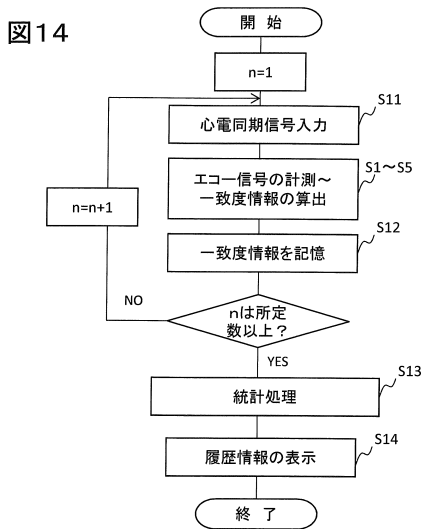 図14
開 始
n=1
S11
心電同期信号入力
S1～S5
エコー信号の計測～
一致度情報の算出
n=n+1
S12
一致度情報を記憶
NO
nは所定
数以上？
YES
S13
統計処理
S14
履歴情報の表示
終 了